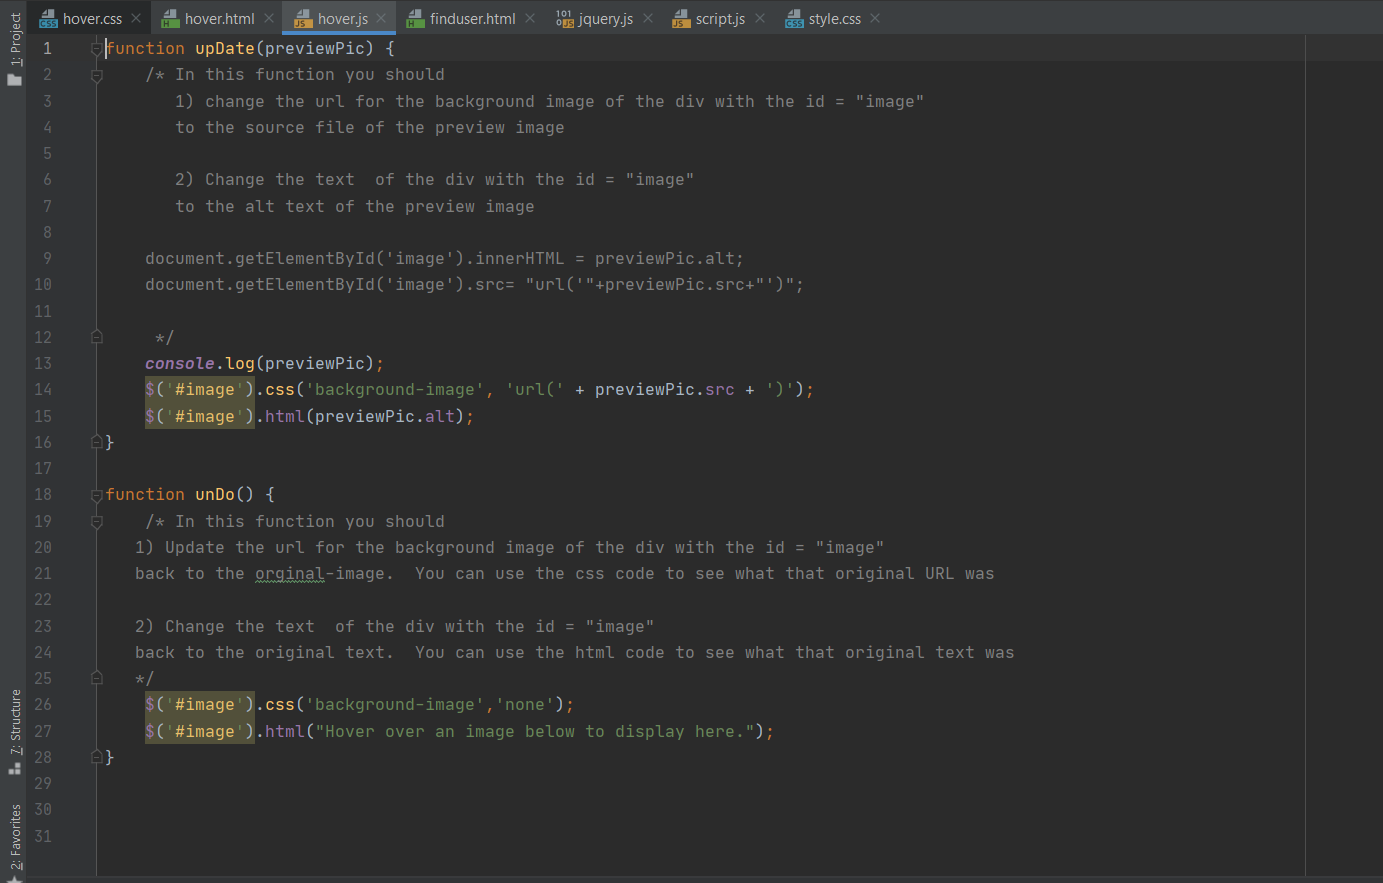 hover.css
hover.html
hover.js
finduser.html
jquery.js
script.js
style.css
1: Project
7: Structure
2: Favorites
1 function upDate(previewPic) {
2 /* In this function you should
3 1) change the url for the background image of the div with the id = "image"
4 to the source file of the preview image
5
6 2) Change the text  of the div with the id = "image"
7 to the alt text of the preview image
8
9 document.getElementById('image').innerHTML = previewPic.alt;
10 document.getElementById('image').src= "url('"+previewPic.src+"')";
11
12 */
13 console.log(previewPic);
14 $('#image').css('background-image', 'url(' + previewPic.src + ')');
15 $('#image').html(previewPic.alt);
16 }
17
18 function unDo() {
19 /* In this function you should
20 1) Update the url for the background image of the div with the id = "image"
21 back to the orginal-image.  You can use the css code to see what that original URL was
22
23 2) Change the text  of the div with the id = "image"
24 back to the original text.  You can use the html code to see what that original text was
25 */
26 $('#image').css('background-image','none');
27 $('#image').html("Hover over an image below to display here.");
28 }
29
30
31